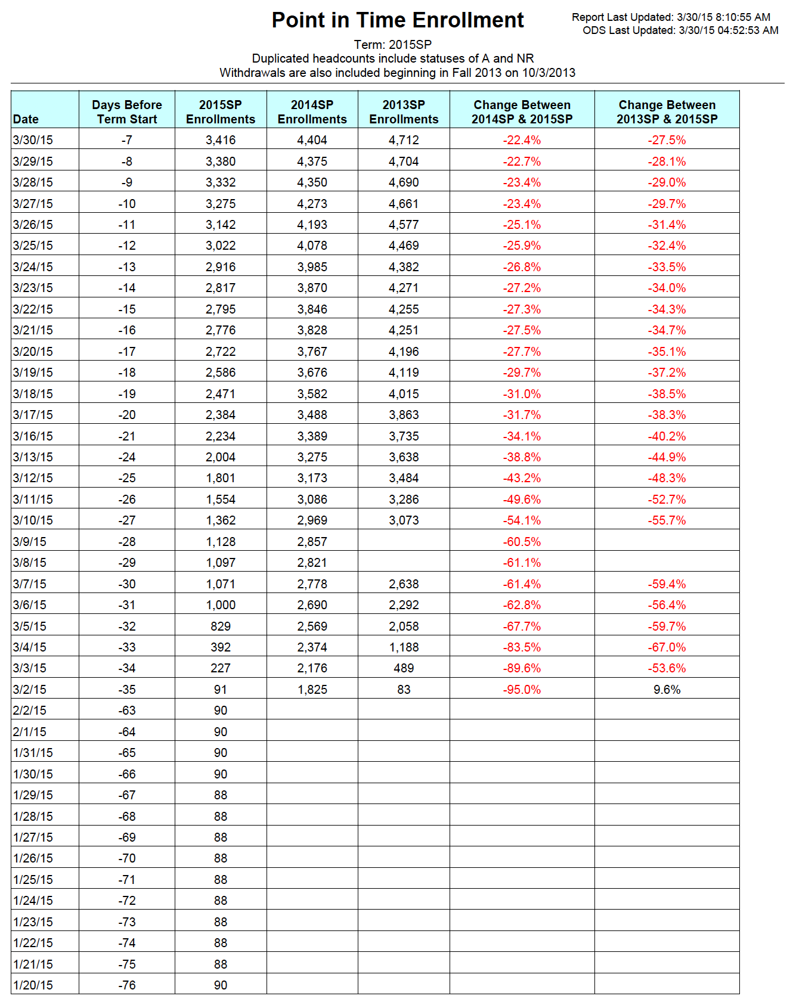 Point in Time Enrollment
Report Last Updated: 3/30/15 8:10:55 AM
ODS Last Updated: 3/30/15 04:52:53 AM
Term: 2015SP
Duplicated headcounts include statuses of A and NR
Withdrawals are also included beginning in Fall 2013 on 10/3/2013
Days Before 2015SP 2014SP 2013SP Change Between Change Between
Date Term Start Enrollments Enrollments Enrollments 2014SP & 2015SP 2013SP & 2015SP
3/30/15 -7 3,416 4,404 4,712 -22.4% -27.5%
3/29/15 -8 3,380 4,375 4,704 -22.7% -28.1%
3/28/15 -9 3,332 4,350 4,690 -23.4% -29.0%
3/27/15 -10 3,275 4,273 4,661 -23.4% -29.7%
3/26/15 -11 3,142 4,193 4,577 -25.1% -31.4%
3/25/15 -12 3,022 4,078 4,469 -25.9% -32.4%
3/24/15 -13 2,916 3,985 4,382 -26.8% -33.5%
3/23/15 -14 2,817 3,870 4,271 -27.2% -34.0%
3/22/15 -15 2,795 3,846 4,255 -27.3% -34.3%
3/21/15 -16 2,776 3,828 4,251 -27.5% -34.7%
3/20/15 -17 2,722 3,767 4,196 -27.7% -35.1%
3/19/15 -18 2,586 3,676 4,119 -29.7% -37.2%
3/18/15 -19 2,471 3,582 4,015 -31.0% -38.5%
3/17/15 -20 2,384 3,488 3,863 -31.7% -38.3%
3/16/15 -21 2,234 3,389 3,735 -34.1% -40.2%
3/13/15 -24 2,004 3,275 3,638 -38.8% -44.9%
3/12/15 -25 1,801 3,173 3,484 -43.2% -48.3%
3/11/15 -26 1,554 3,086 3,286 -49.6% -52.7%
3/10/15 -27 1,362 2,969 3,073 -54.1% -55.7%
3/9/15 -28 1,128 2,857 -60.5%
3/8/15 -29 1,097 2,821 -61.1%
3/7/15 -30 1,071 2,778 2,638 -61.4% -59.4%
3/6/15 -31 1,000 2,690 2,292 -62.8% -56.4%
3/5/15 -32 829 2,569 2,058 -67.7% -59.7%
3/4/15 -33 392 2,374 1,188 -83.5% -67.0%
3/3/15 -34 227 2,176 489 -89.6% -53.6%
3/2/15 -35 91 1,825 83 -95.0% 9.6%
2/2/15 -63 90
2/1/15 -64 90
1/31/15 -65 90
1/30/15 -66 90
1/29/15 -67 88
1/28/15 -68 88
1/27/15 -69 88
1/26/15 -70 88
1/25/15 -71 88
1/24/15 -72 88
1/23/15 -73 88
1/22/15 -74 88
1/21/15 -75 88
1/20/15 -76 90